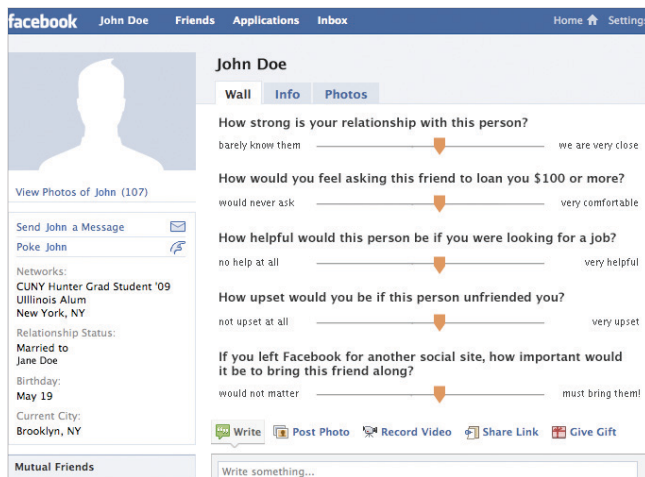 facebook John Doe Friends Applications Inbox Home Settings
John Doe
Wall Info Photos
How strong is your relationship with this person?
barely know them we are very close
How would you feel asking this friend to loan you $100 or more?
would never ask very comfortable
How helpful would this person be if you were looking for a job?
no help at all very helpful
How upset would you be if this person unfriended you?
not upset at all very upset
If you left Facebook for another social site, how important would
it be to bring this friend along?
would not matter must bring them!
Write Post Photo Record Video Share Link Give Gift
Write something...
View Photos of John (107)
Send John a Message
Poke John
Networks:
CUNY Hunter Grad Student '09
UIllinois Alum
New York, NY
Relationship Status:
Married to
Jane Doe
Birthday:
May 19
Current City:
Brooklyn, NY
Mutual Friends